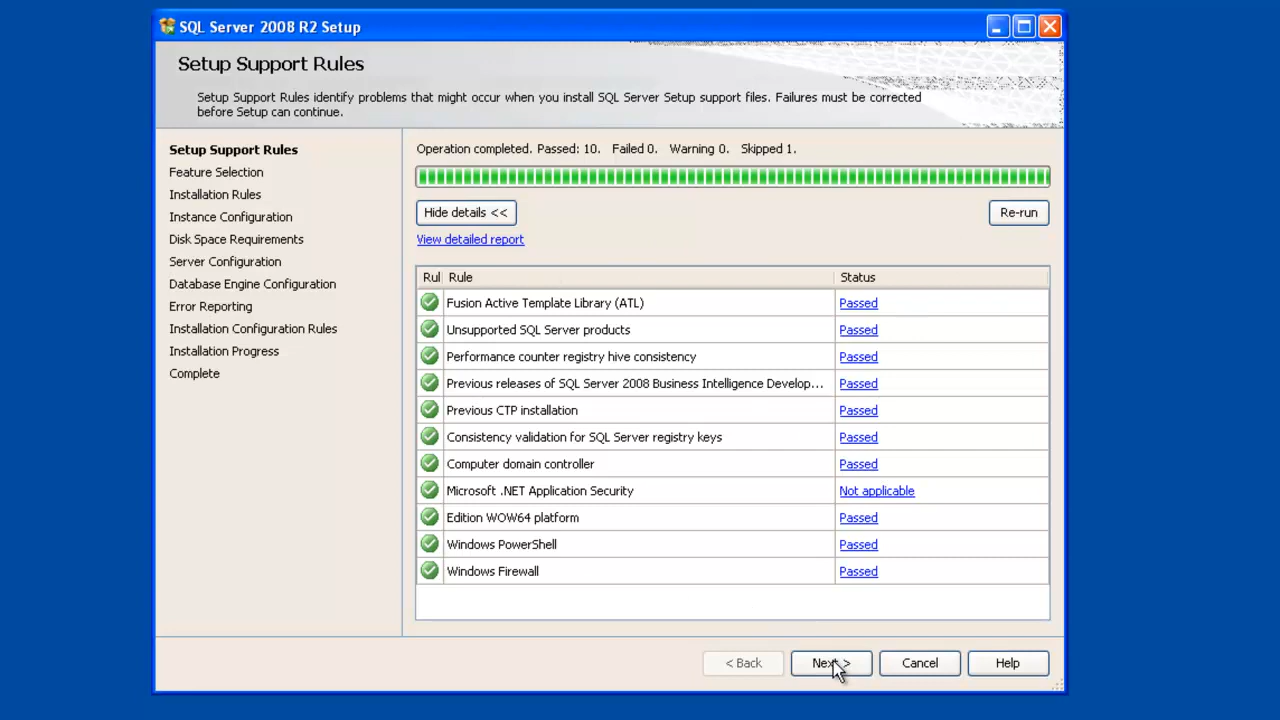 SQL Server 2008 R2 Setup
Setup Support Rules
Setup Support Rules identify problems that might occur when you install SQL Server Setup support files. Failures must be corrected
before Setup can continue.
Setup Support Rules
Feature Selection
Installation Rules
Instance Configuration
Disk Space Requirements
Server Configuration
Database Engine Configuration
Error Reporting
Installation Configuration Rules
Installation Progress
Complete
Operation completed. Passed: 10. Failed 0. Warning 0. Skipped 1.
Hide details <<
Re-run
View detailed report
Rul Rule Status
Fusion Active Template Library (ATL) Passed
Unsupported SQL Server products Passed
Performance counter registry hive consistency Passed
Previous releases of SQL Server 2008 Business Intelligence Develop... Passed
Previous CTP installation Passed
Consistency validation for SQL Server registry keys Passed
Computer domain controller Passed
Microsoft .NET Application Security Not applicable
Edition WOW64 platform Passed
Windows PowerShell Passed
Windows Firewall Passed
< Back Next > Cancel Help